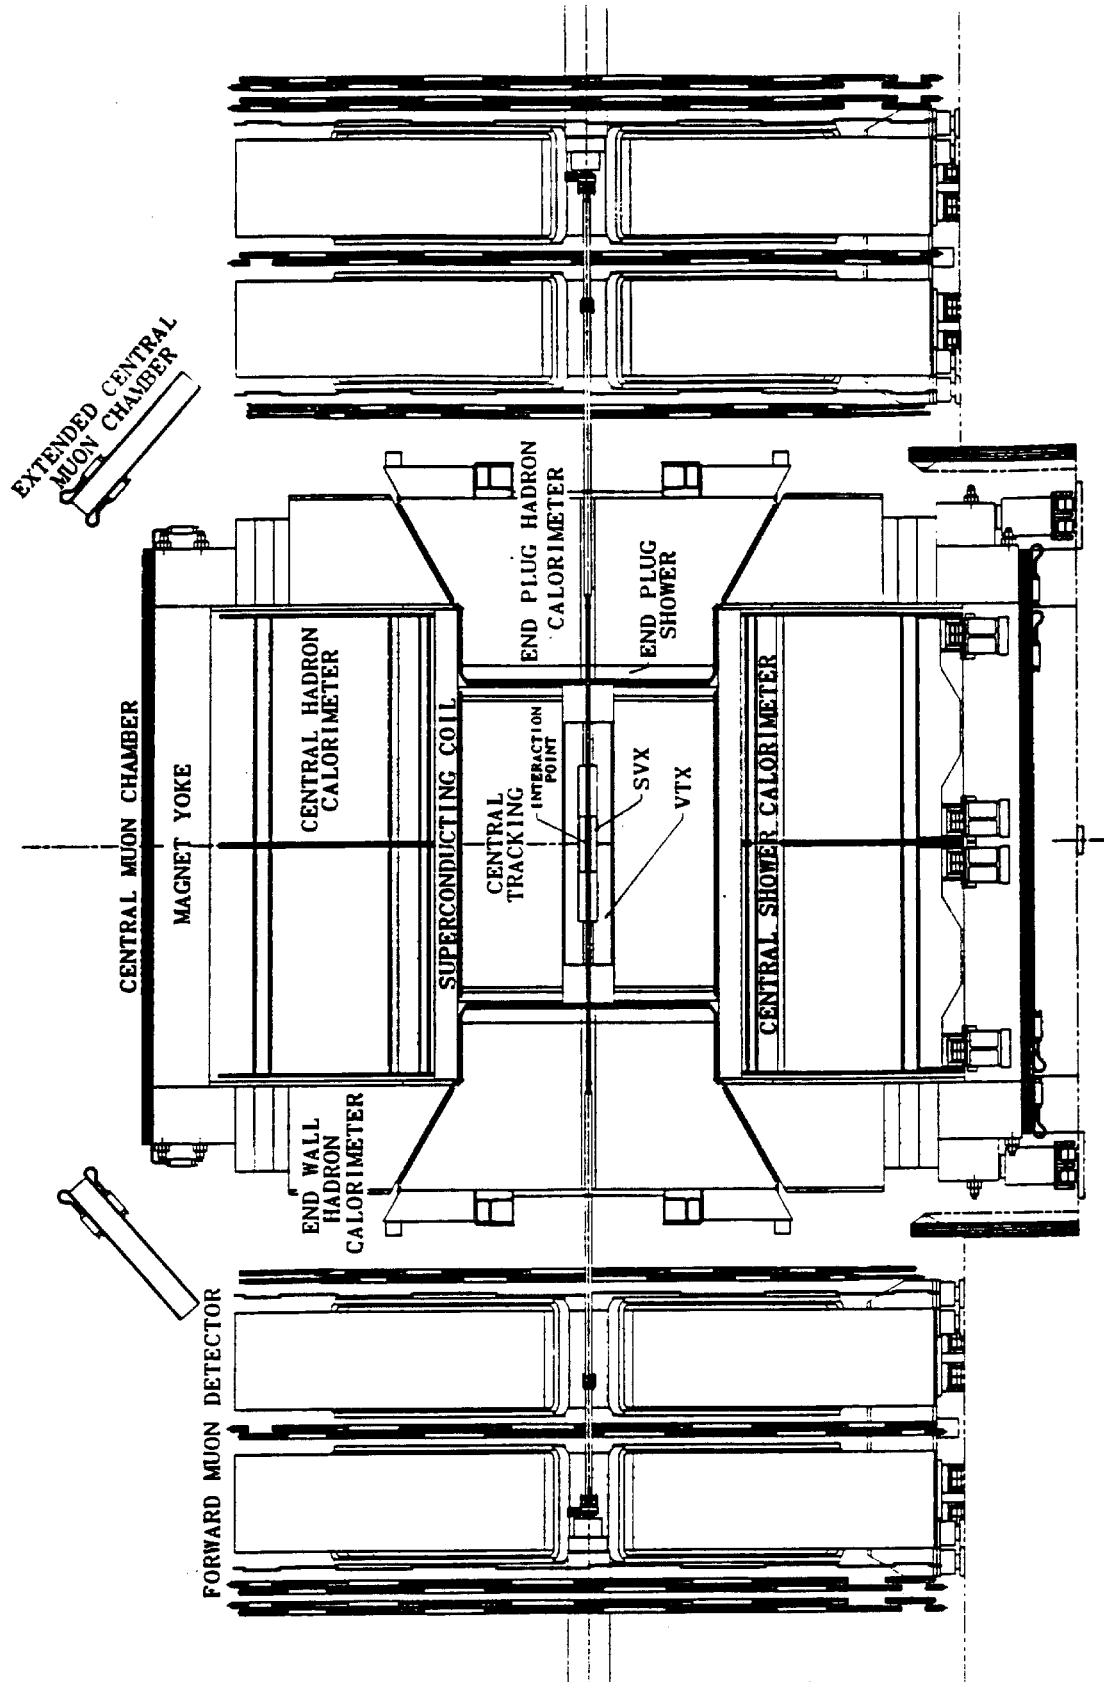 EXTENDED CENTRAL
MUON CHAMBER
CENTRAL MUON CHAMBER
MAGNET YOKE
CENTRAL HADRON
CALORIMETER
SUPERCONDUCTING COIL
CENTRAL
TRACKING
INTERACTION
POINT
END PLUG HADRON
CALORIMETER
END PLUG
SHOWER
SVX
VTX
CENTRAL SHOWER CALORIMETER
END WALL
HADRON
CALORIMETER
FORWARD MUON DETECTOR